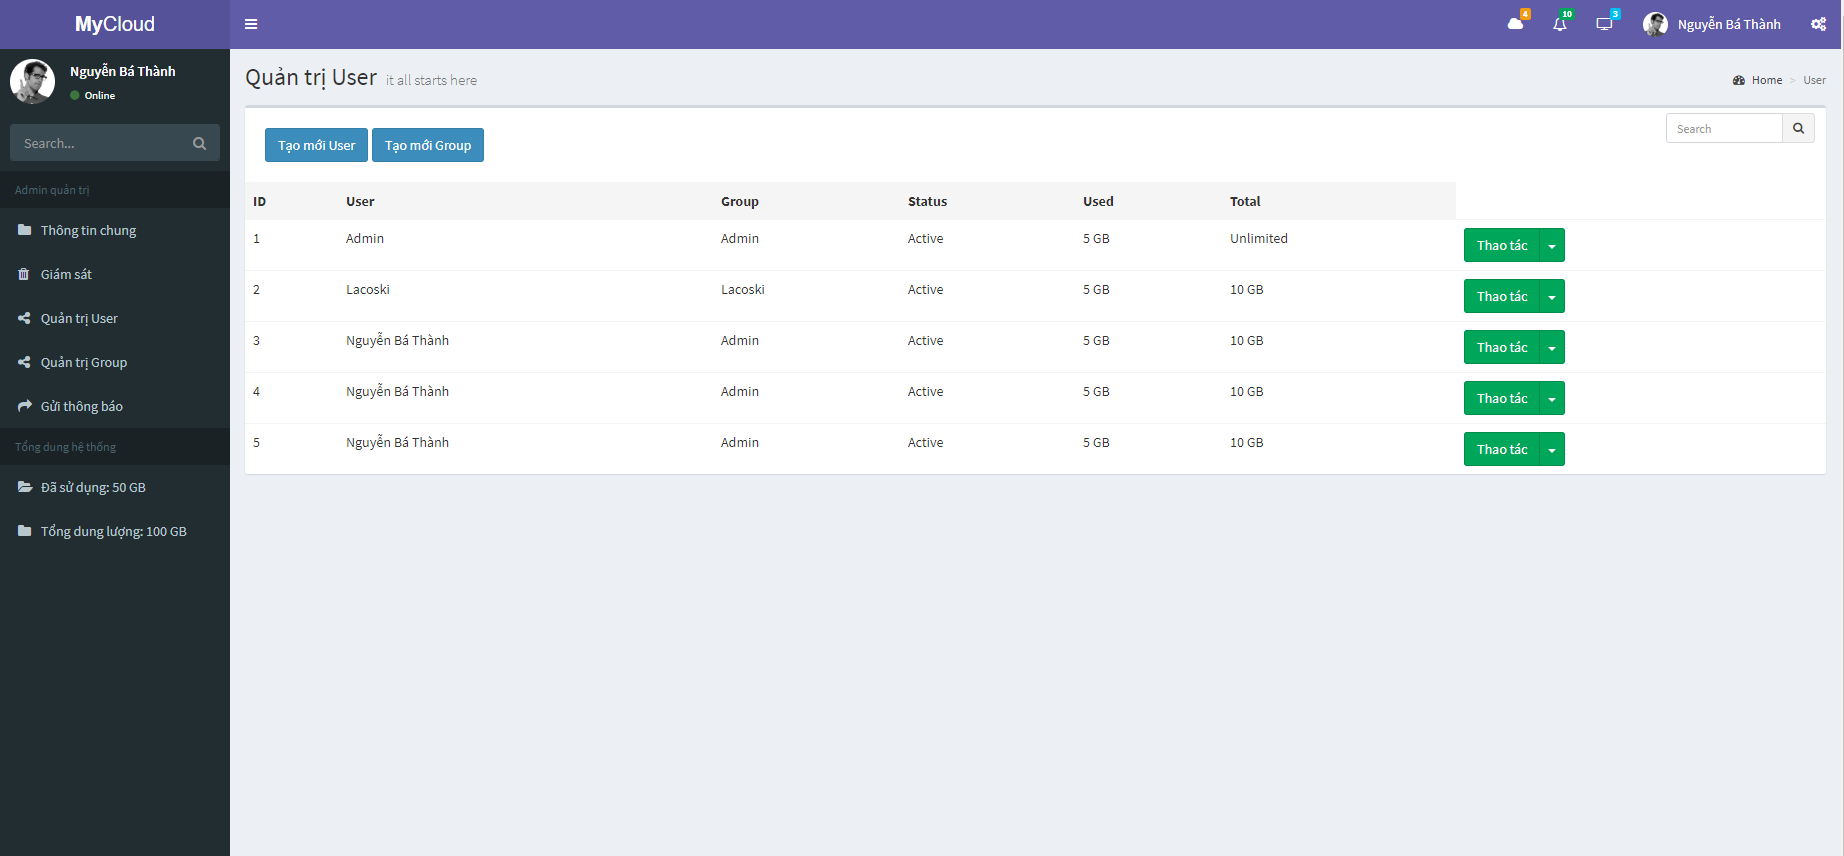 MyCloud
4
10
3
Nguyễn Bá Thành
Nguyễn Bá Thành
Online
Search...
Admin quản trị
Thông tin chung
Giám sát
Quản trị User
Quản trị Group
Gửi thông báo
Tổng dung hệ thống
Đã sử dụng: 50 GB
Tổng dung lượng: 100 GB
Quản trị User it all starts here
Home > User
Tạo mới User Tạo mới Group
Search
ID User Group Status Used Total
1 Admin Admin Active 5 GB Unlimited Thao tác
2 Lacoski Lacoski Active 5 GB 10 GB Thao tác
3 Nguyễn Bá Thành Admin Active 5 GB 10 GB Thao tác
4 Nguyễn Bá Thành Admin Active 5 GB 10 GB Thao tác
5 Nguyễn Bá Thành Admin Active 5 GB 10 GB Thao tác